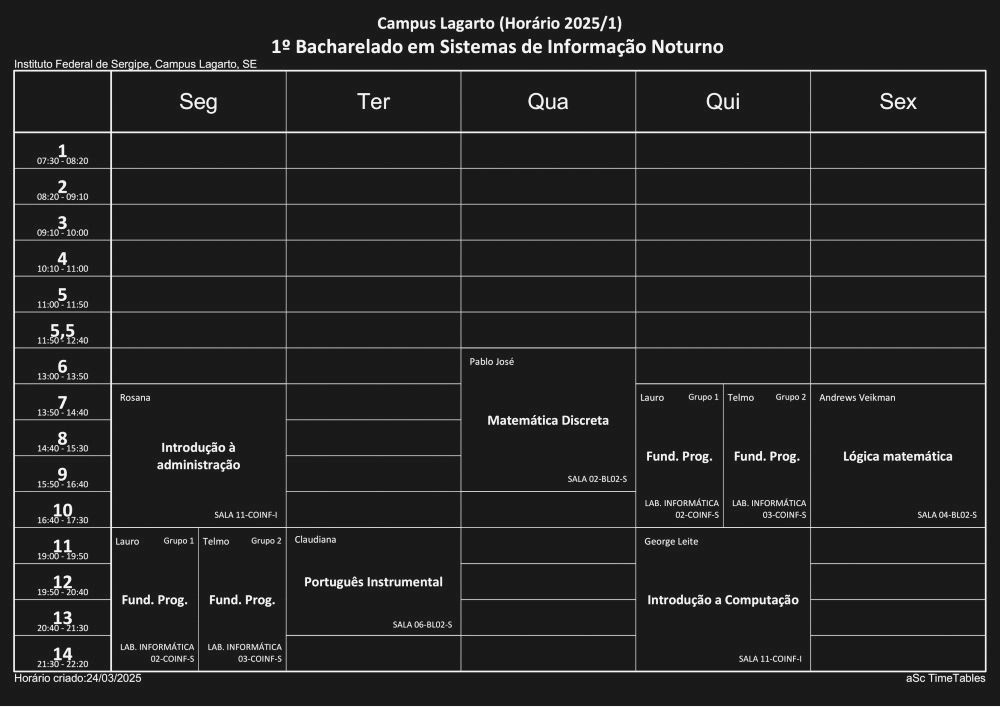 Campus Lagarto (Horário 2025/1)
1º Bacharelado em Sistemas de Informação Noturno
Instituto Federal de Sergipe, Campus Lagarto, SE
Seg Ter Qua Qui Sex
1
07:30 - 08:20
2
08:20 - 09:10
3
09:10 - 10:00
4
10:10 - 11:00
5
11:00 - 11:50
5,5
11:50 - 12:40
6
13:00 - 13:50
Pablo José
Matemática Discreta
SALA 02-BL02-S
7
13:50 - 14:40
Rosana
Introdução à
administração
SALA 11-COINF-I
Lauro Grupo 1
Fund. Prog.
LAB. INFORMÁTICA
02-COINF-S
Telmo Grupo 2
Fund. Prog.
LAB. INFORMÁTICA
03-COINF-S
Andrews Veikman
Lógica matemática
SALA 04-BL02-S
8
14:40 - 15:30
9
15:50 - 16:40
10
16:40 - 17:30
11
19:00 - 19:50
Lauro Grupo 1
Fund. Prog.
LAB. INFORMÁTICA
02-COINF-S
Telmo Grupo 2
Fund. Prog.
LAB. INFORMÁTICA
03-COINF-S
Claudiana
Português Instrumental
SALA 06-BL02-S
George Leite
Introdução a Computação
SALA 11-COINF-I
12
19:50 - 20:40
13
20:40 - 21:30
14
21:30 - 22:20
Horário criado:24/03/2025
aSc TimeTables